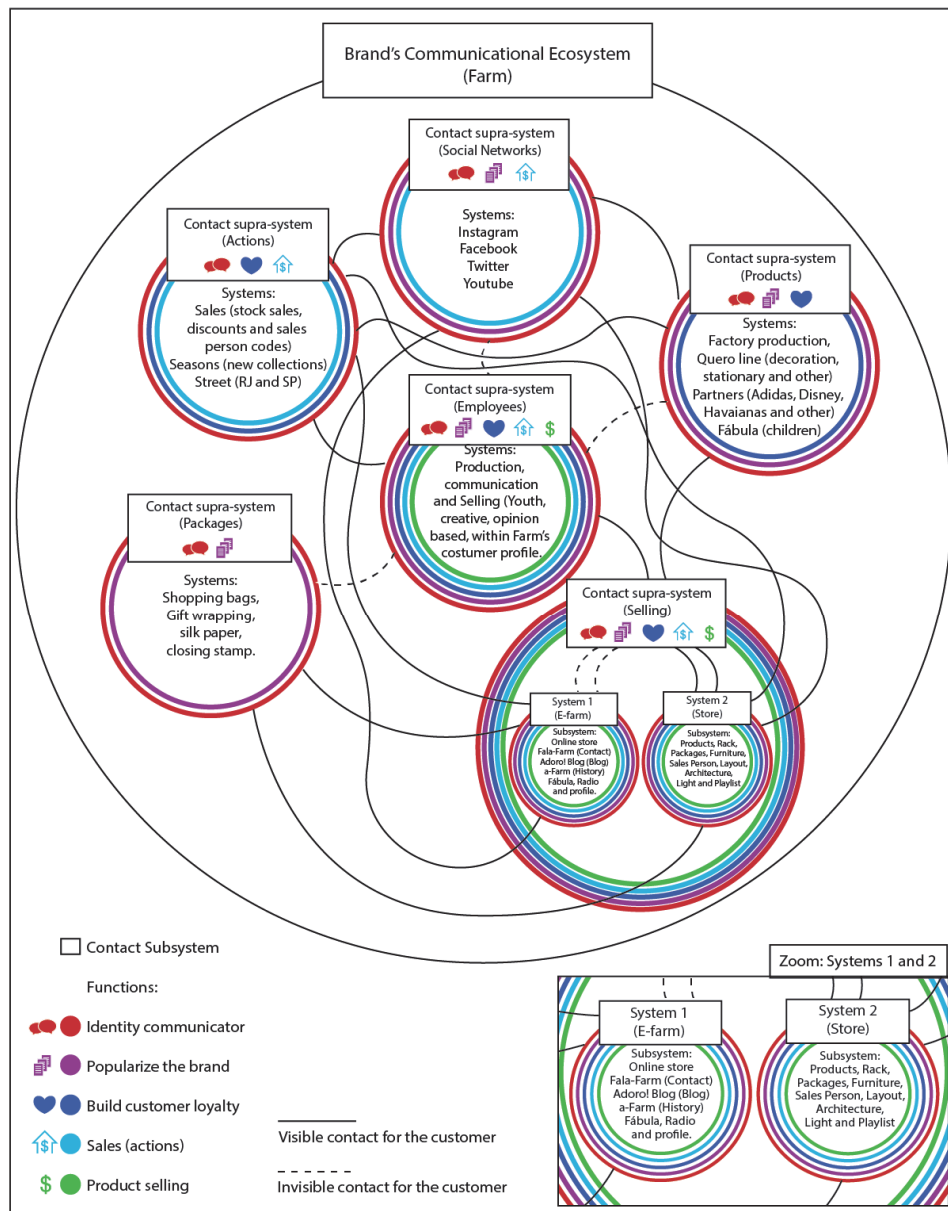 Brand's Communicational Ecosystem
(Farm)
Contact supra-system
(Social Networks)
$
Systems:
Instagram
Facebook
Twitter
Youtube
Contact supra-system
(Actions)
$
Systems:
Sales (stock sales,
discounts and sales
person codes)
Seasons (new collections)
Street (RJ and SP)
Contact supra-system
(Products)
Systems:
Factory production,
Quero line (decoration,
stationary and other)
Partners (Adidas, Disney,
Havaianas and other)
Fábula (children)
Contact supra-system
(Employees)
$ $
Systems:
Production,
communication
and Selling (Youth,
creative, opinion
based, within Farm's
costumer profile.
Contact supra-system
(Packages)
Systems:
Shopping bags,
Gift wrapping,
silk paper,
closing stamp.
Contact supra-system
(Selling)
$ $
System 1
(E-farm)
Subsystem:
Online store
Fala-Farm (Contact)
Adoro! Blog (Blog)
a-Farm (History)
Fábula, Radio
and profile.
System 2
(Store)
Subsystem:
Products, Rack,
Packages, Furniture,
Sales Person, Layout,
Architecture,
Light and Playlist
Contact Subsystem
Functions:
Identity communicator
Popularize the brand
Build customer loyalty
$ Sales (actions)
$ Product selling
Visible contact for the customer
Invisible contact for the customer
Zoom: Systems 1 and 2
System 1
(E-farm)
Subsystem:
Online store
Fala-Farm (Contact)
Adoro! Blog (Blog)
a-Farm (History)
Fábula, Radio
and profile.
System 2
(Store)
Subsystem:
Products, Rack,
Packages, Furniture,
Sales Person, Layout,
Architecture,
Light and Playlist